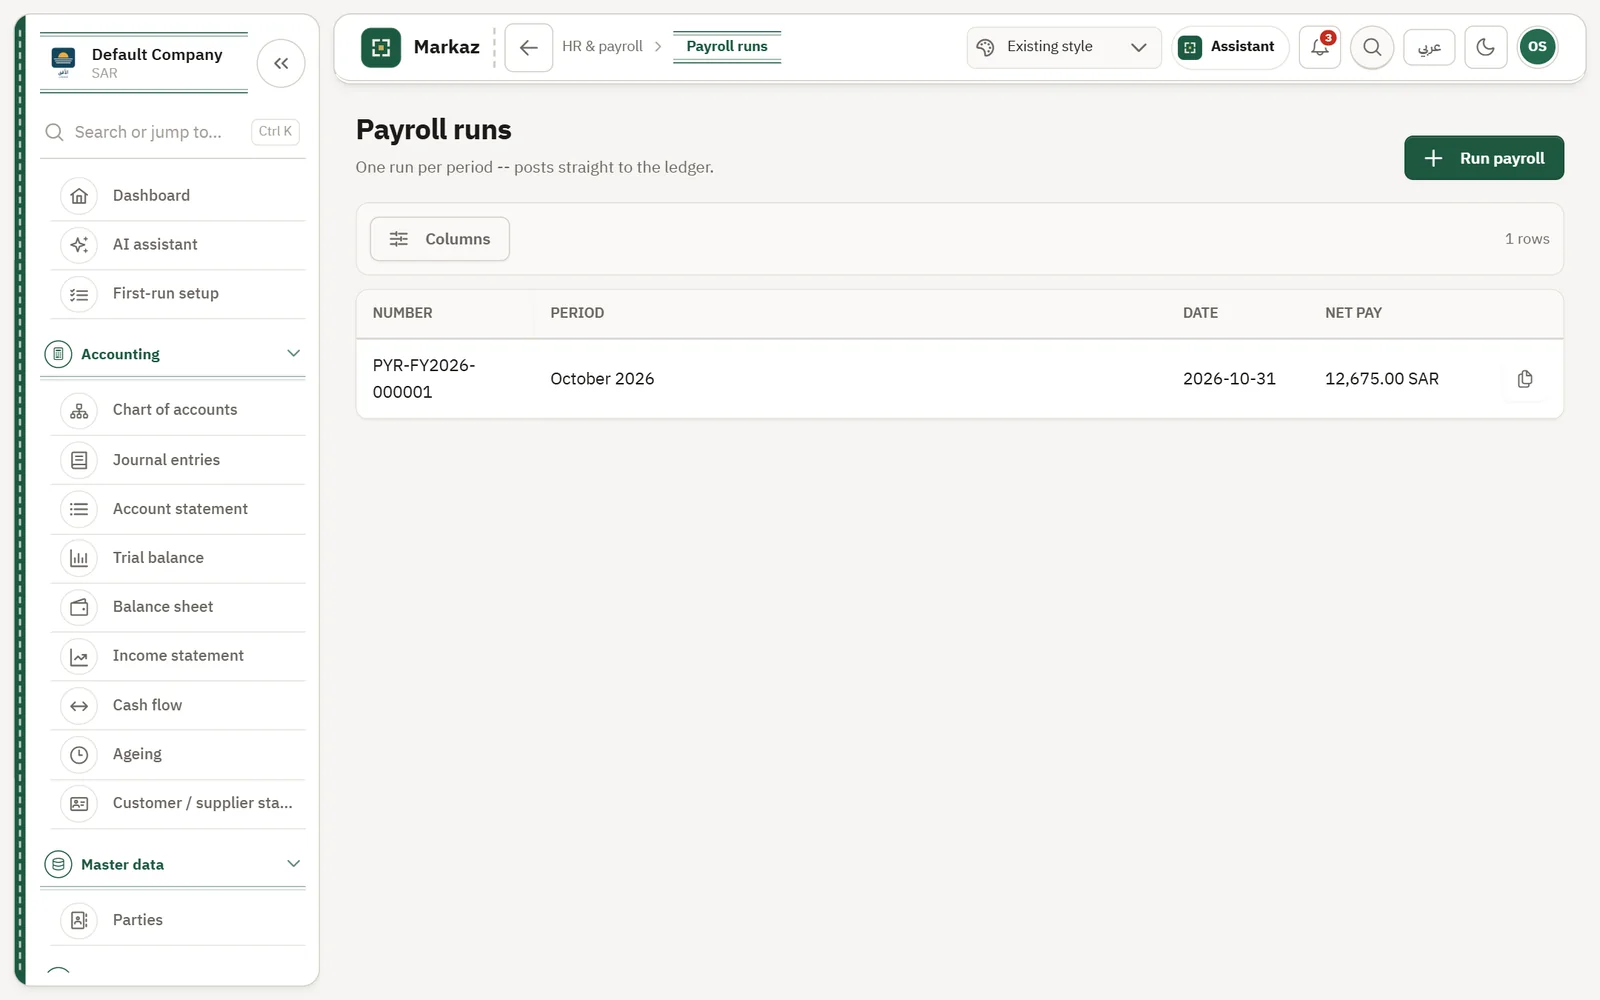 Default Company
SAR
Search or jump to...
Ctrl K
Dashboard
AI assistant
First-run setup
Accounting
Chart of accounts
Journal entries
Account statement
Trial balance
Balance sheet
Income statement
Cash flow
Ageing
Customer / supplier sta...
Master data
Parties
Markaz
HR & payroll
Payroll runs
Existing style
Assistant
3
عربي
OS
Payroll runs
One run per period -- posts straight to the ledger.
Run payroll
Columns
1 rows
NUMBER PERIOD DATE NET PAY
PYR-FY2026-000001 October 2026 2026-10-31 12,675.00 SAR